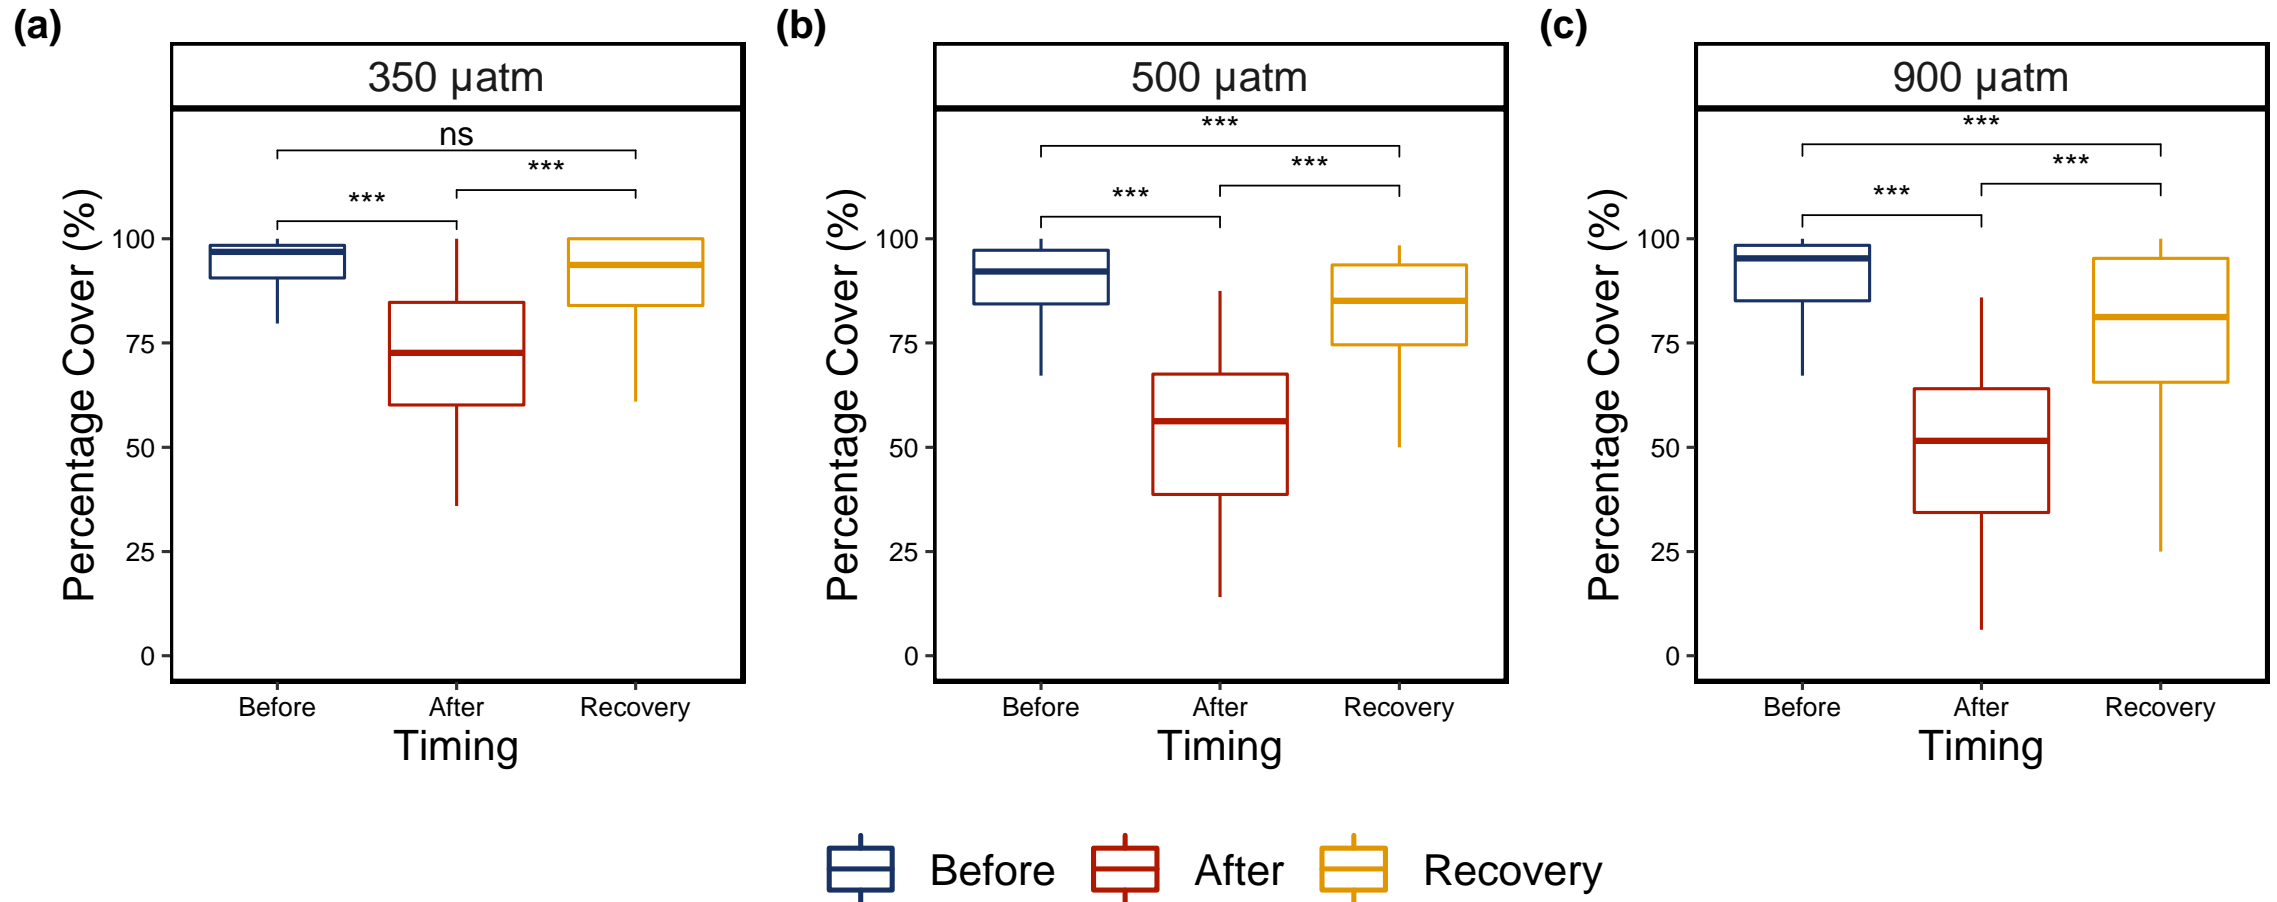 (a)
350 µatm
ns
***
***
Percentage Cover (%)
100
75
50
25
0
Before After Recovery
Timing
(b)
500 µatm
***
***
***
Percentage Cover (%)
100
75
50
25
0
Before After Recovery
Timing
(c)
900 µatm
***
***
***
Percentage Cover (%)
100
75
50
25
0
Before After Recovery
Timing
Before After Recovery